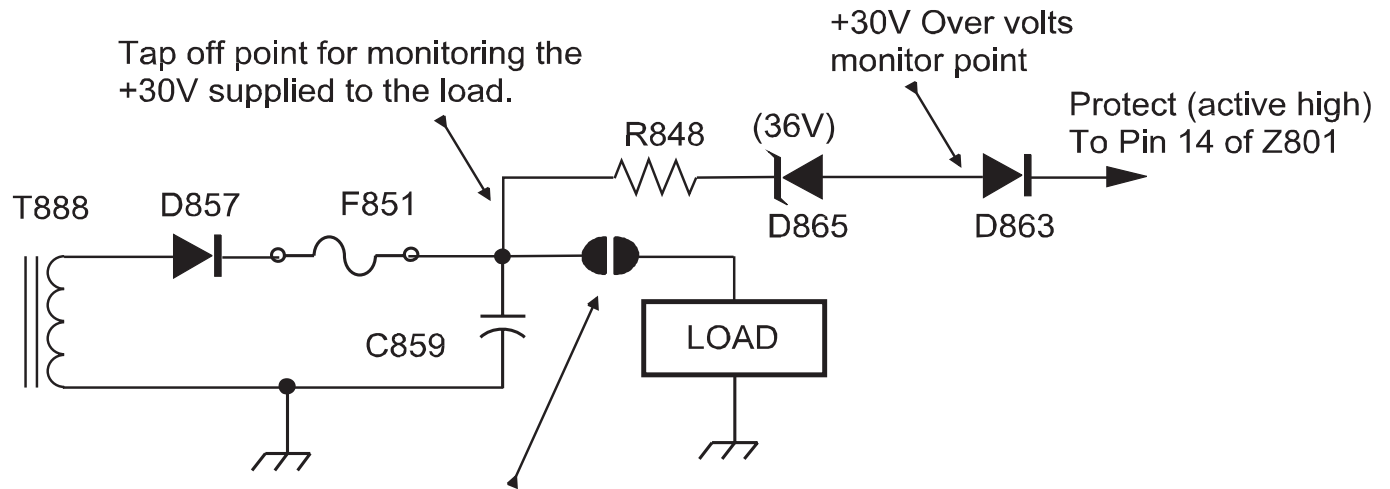 +30V Over volts
monitor point
Tap off point for monitoring the
+30V supplied to the load.
Protect (active high)
To Pin 14 of Z801
R848
(36V)
D865
D863
T888
D857
F851
C859
LOAD